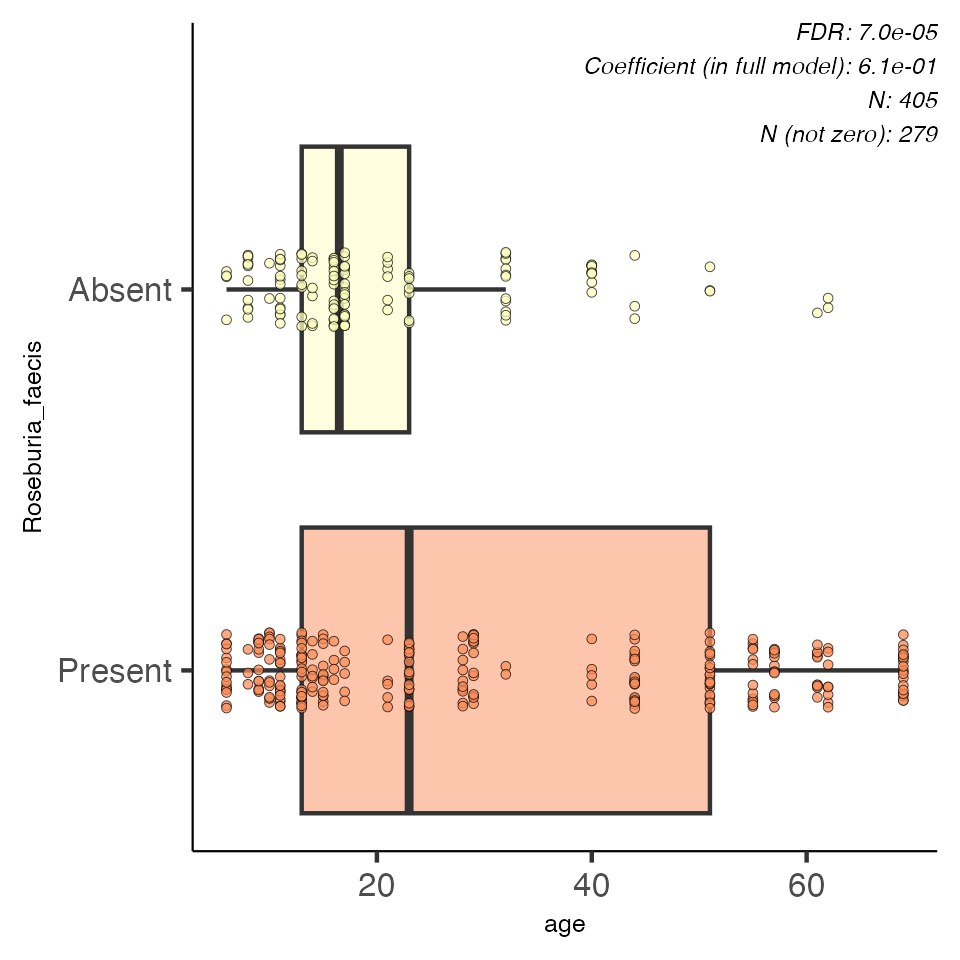 FDR: 7.0e-05
Coefficient (in full model): 6.1e-01
N: 405
N (not zero): 279
Absent
Roseburia_faecis
Present
20 40 60
age